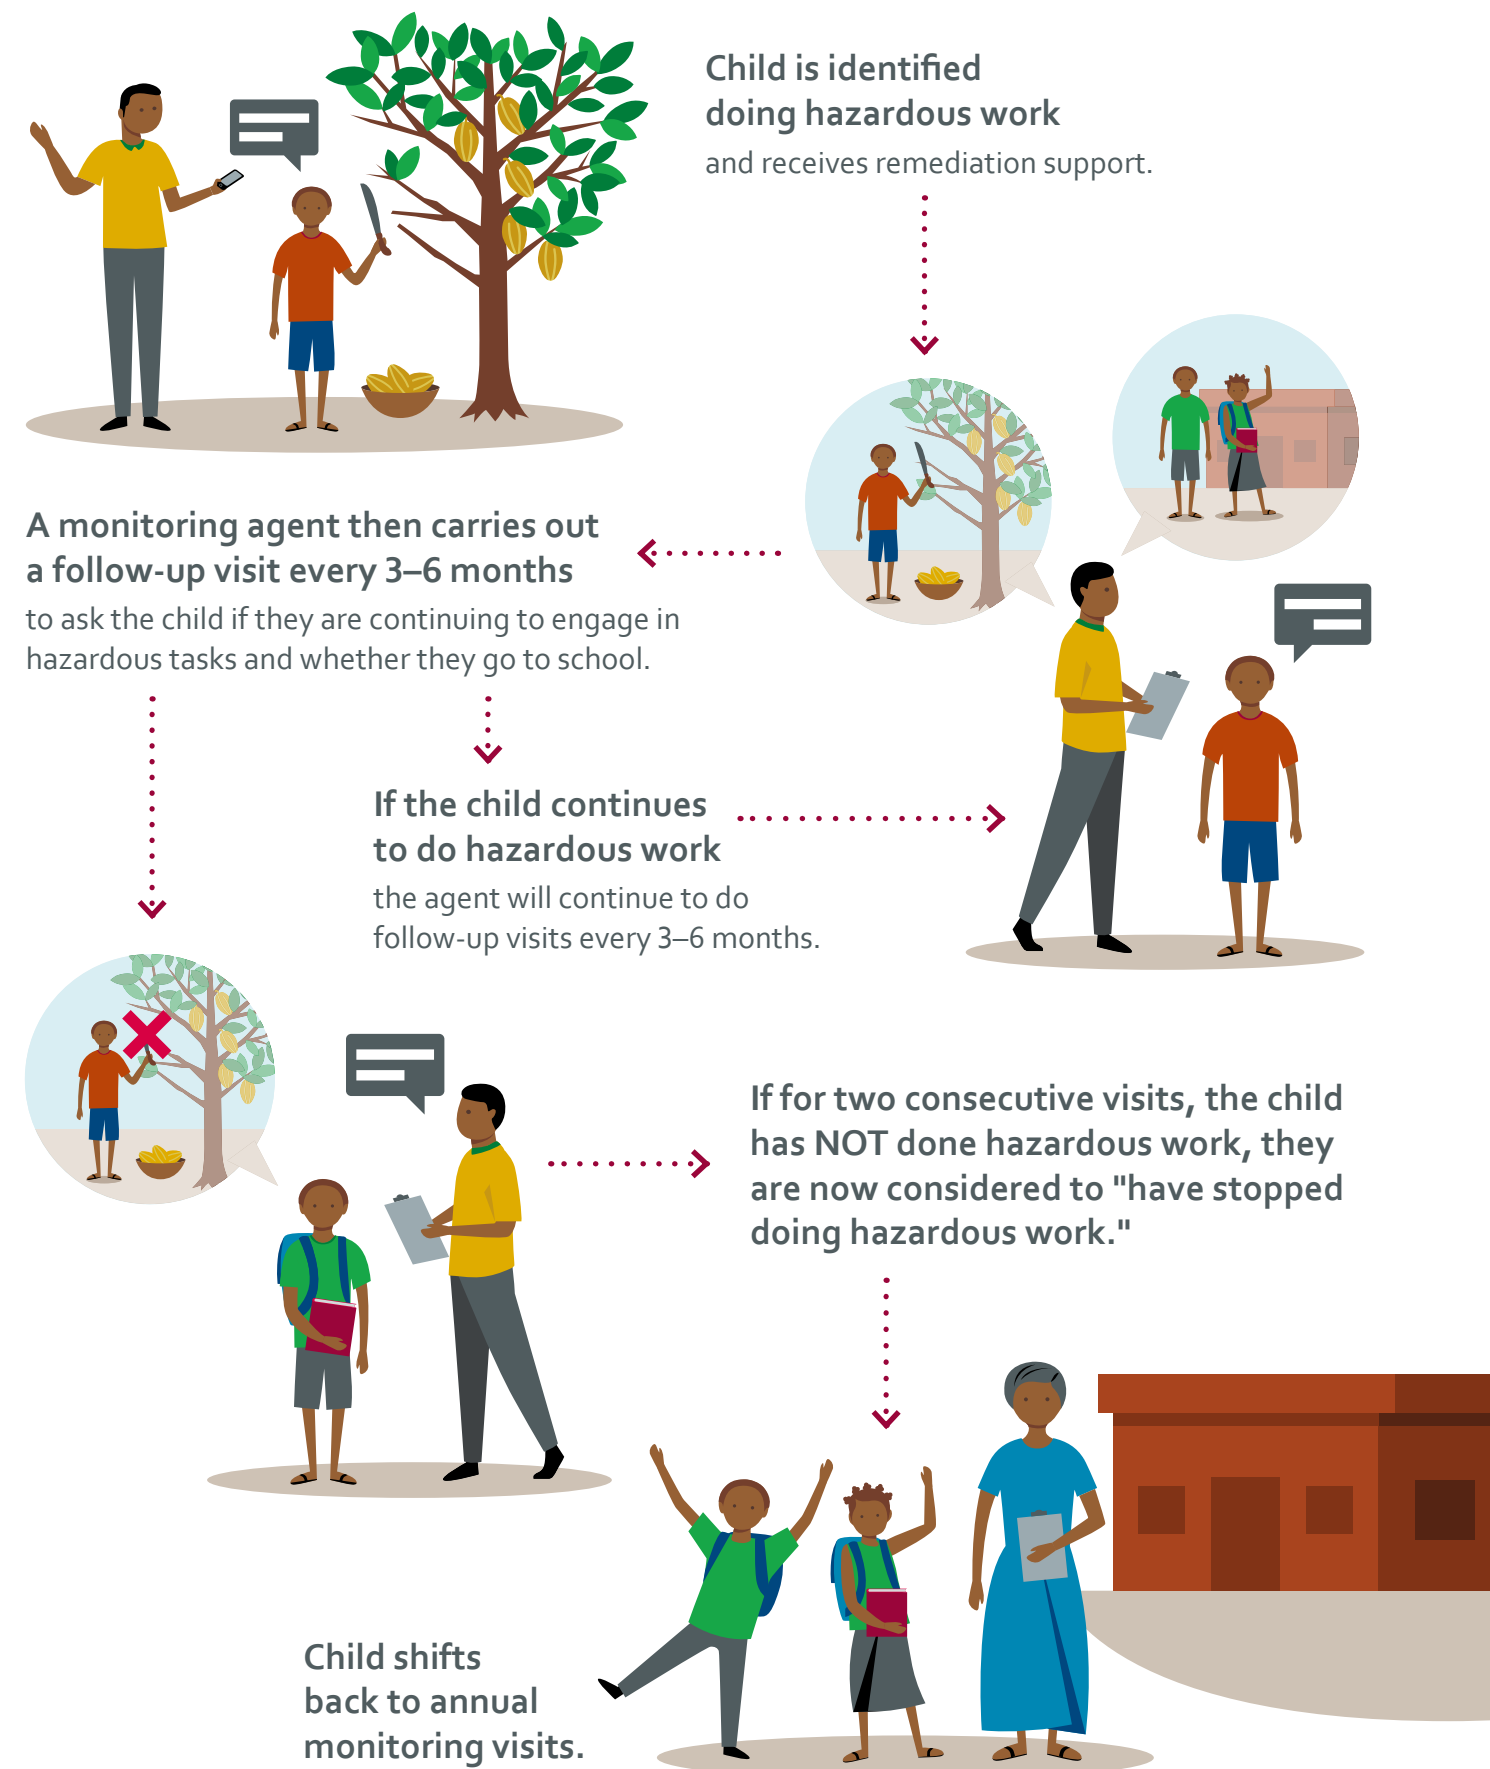 Child is identified
doing hazardous work
and receives remediation support.
A monitoring agent then carries out
a follow-up visit every 3–6 months
to ask the child if they are continuing to engage in
hazardous tasks and whether they go to school.
If the child continues
to do hazardous work
the agent will continue to do
follow-up visits every 3–6 months.
If for two consecutive visits, the child
has NOT done hazardous work, they
are now considered to "have stopped
doing hazardous work."
Child shifts
back to annual
monitoring visits.